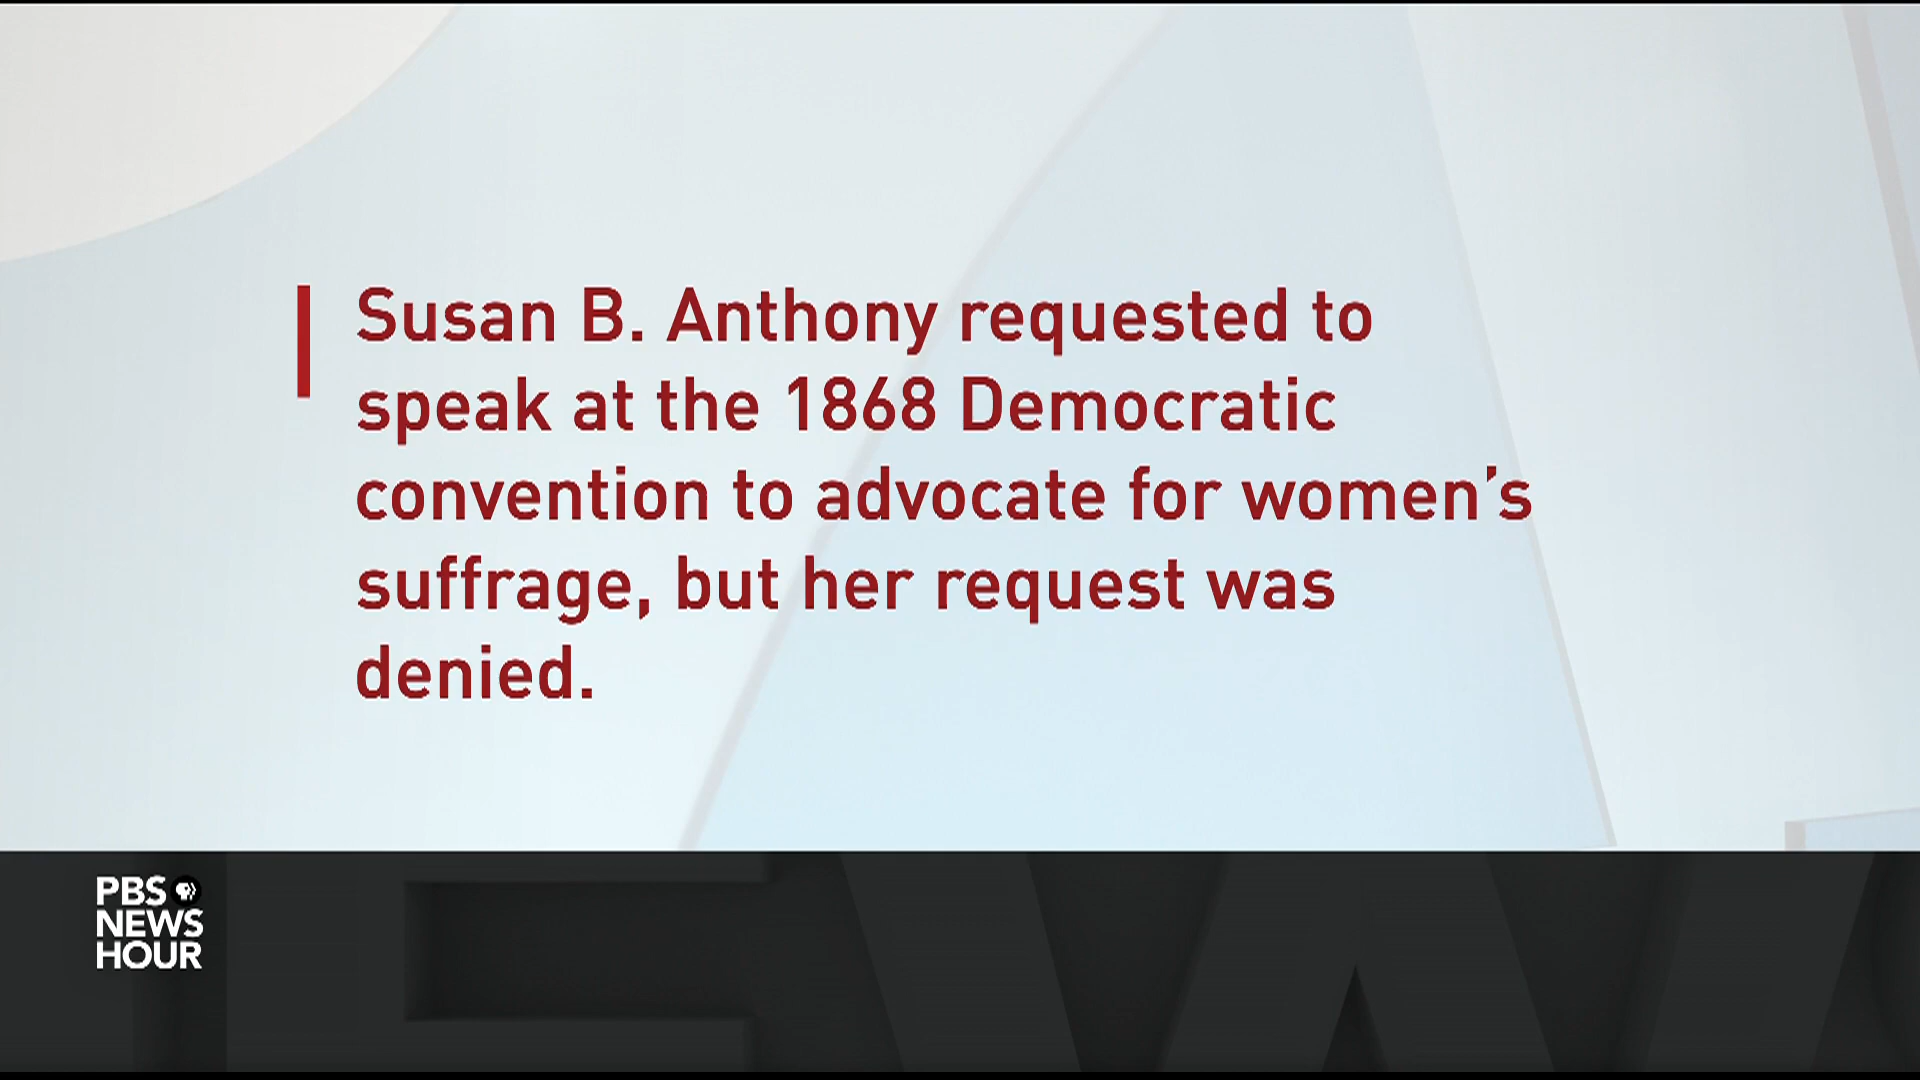 Susan B. Anthony requested to
speak at the 1868 Democratic
convention to advocate for women’s
suffrage, but her request was
denied.
PBS
NEWS
HOUR